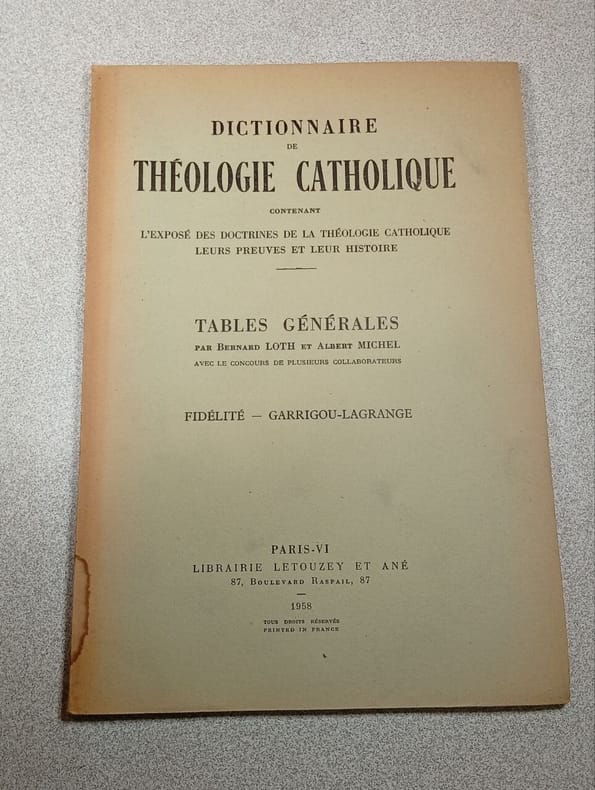 DICTIONNAIRE
DE
THÉOLOGIE CATHOLIQUE
CONTENANT
L'EXPOSÉ DES DOCTRINES DE LA THÉOLOGIE CATHOLIQUE
LEURS PREUVES ET LEUR HISTOIRE
TABLES GÉNÉRALES
PAR BERNARD LOTH ET ALBERT MICHEL
AVEC LE CONCOURS DE PLUSIEURS COLLABORATEURS
FIDÉLITÉ — GARRIGOU-LAGRANGE
PARIS-VI
LIBRAIRIE LETOUZEY ET ANÉ
87, BOULEVARD RASPAIL, 87
1958
TOUS DROITS RÉSERVÉS
PRINTED IN FRANCE